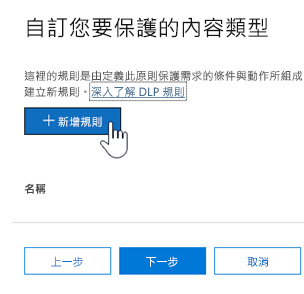 自訂您要保護的內容類型
這裡的規則是由定義此原則保護需求的條件與動作所組成
建立新規則。深入了解 DLP 規則
＋ 新增規則
名稱
上一步
下一步
取消